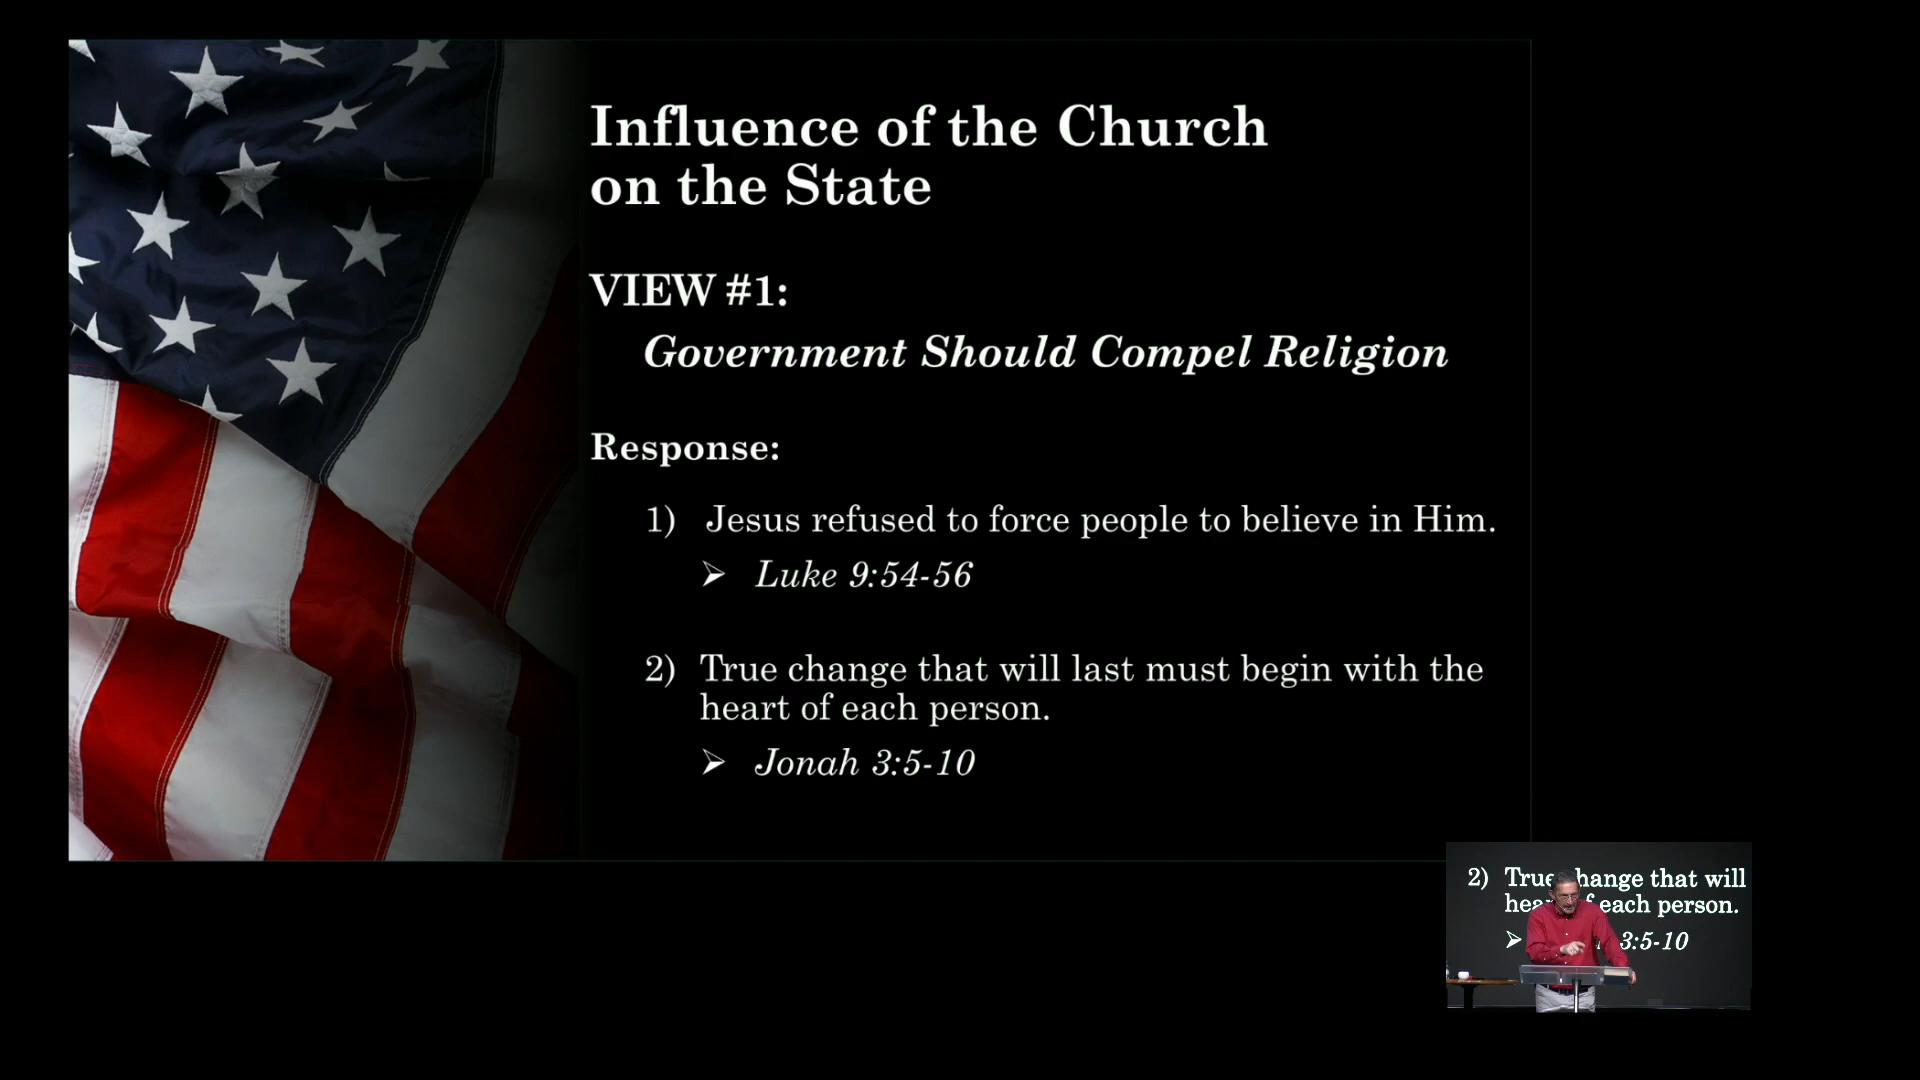 Influence of the Church
on the State
VIEW #1:
Government Should Compel Religion
Response:
1) Jesus refused to force people to believe in Him.
➢ Luke 9:54-56
2) True change that will last must begin with the
heart of each person.
➢ Jonah 3:5-10
2) True change that will
each person.
➢ 3:5-10